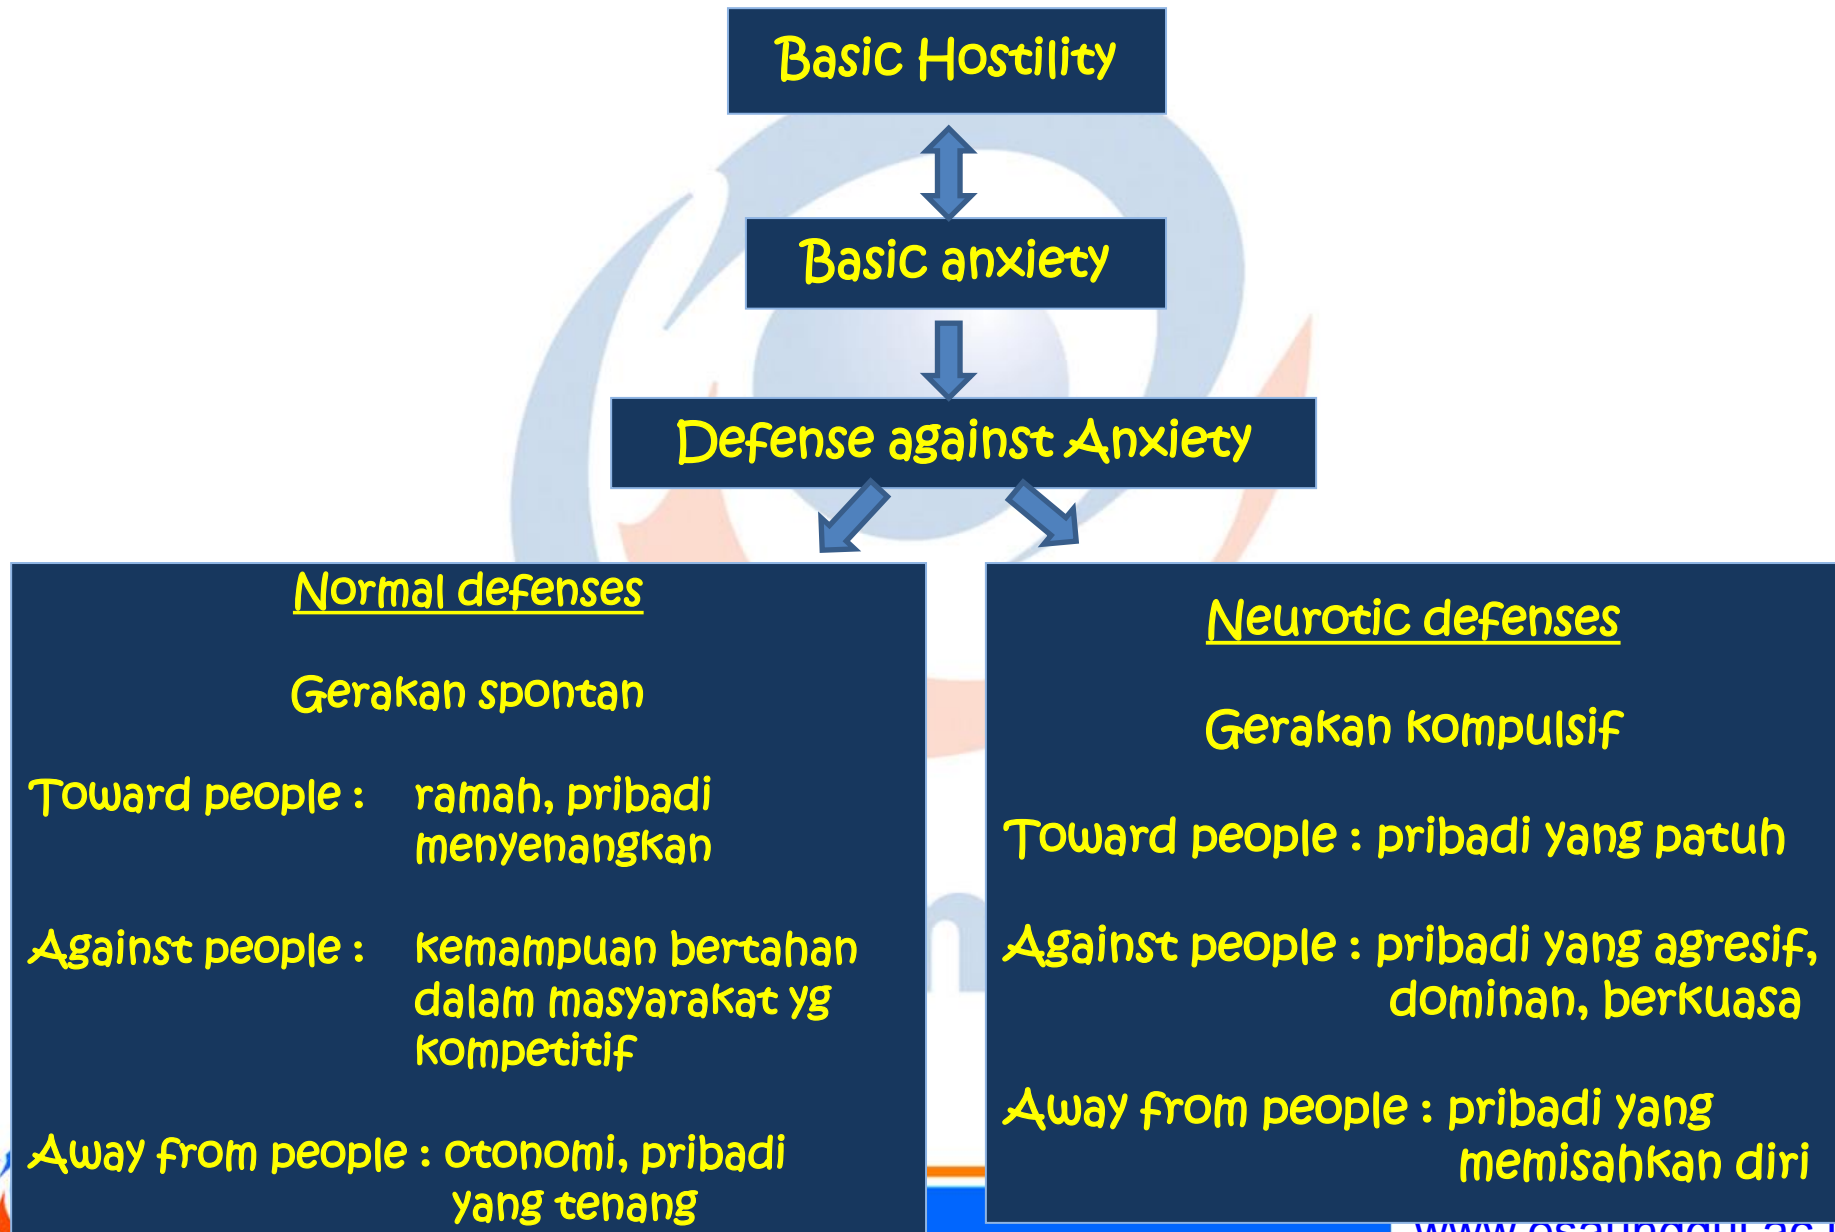 Basic Hostility
Basic anxiety
Defense against Anxiety
Normal defenses
Gerakan spontan
Toward people : ramah, pribadi
menyenangkan
Against people : kemampuan bertahan
dalam masyarakat yg
kompetitif
Away from people : otonomi, pribadi
yang tenang
Neurotic defenses
Gerakan kompulsif
Toward people : pribadi yang patuh
Against people : pribadi yang agresif,
dominan, berkuasa
Away from people : pribadi yang
memisahkan diri